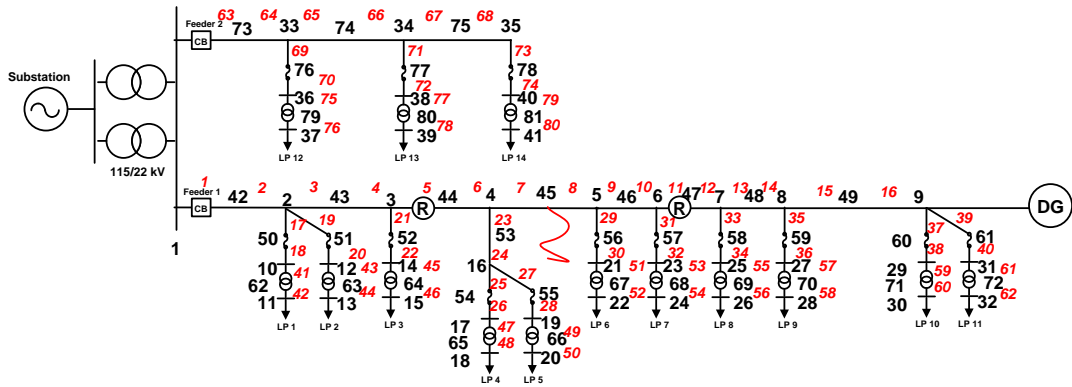 63 64 65 66 67 68
Feeder 2
CB 73 33 74 34 75 35
69 71 73
76 77 78
70 72 74
Substation
36 75 38 77 40 79
79 80 81
37 76 39 78 41 80
LP 12 LP 13 LP 14
115/22 kV
1 2 3 4 5 6 7 8 9 10 11 12 13 14 15 16
Feeder 1
CB 42 2 43 3 R 44 4 45 5 46 6 R 47 7 48 8 49 9 DG
1
17 19 21 23 29 31 33 35 37 39
50 51 52 53 56 57 58 59 60 61
18 20 22 24 30 32 34 36 38 40
10 41 12 43 14 45 16 27 21 51 23 53 25 55 27 57 29 59 31 61
62 63 64 25 67 68 69 70 71 60 72
11 42 13 44 15 46 54 55 22 52 24 54 26 56 28 58 30 32 62
26 28
LP 1 LP 2 LP 3 LP 6 LP 7 LP 8 LP 9 LP 10 LP 11
17 47 19 49
65 48 66
18 20 50
LP 4 LP 5